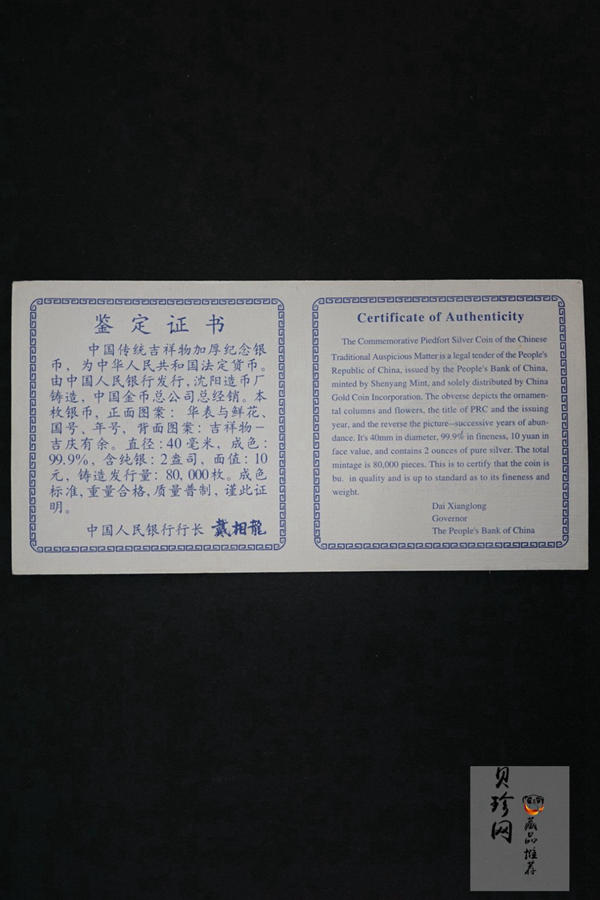 鉴定证书
中国传统吉祥物加厚纪念银
币，为中华人民共和国法定货币。
由中国人民银行发行，沈阳造币厂
铸造，中国金币总公司总经销。本
枚银币，正面图案：华表与鲜花、
国号、年号，背面图案：吉祥物—
吉庆有余。直径：40毫米，成色：
99.9%，含纯银：2盎司，面值：10
元，铸造发行量：80,000枚。成色
标准，重量合格，质量普制，谨此证
明。
中国人民银行行长 戴相龍
Certificate of Authenticity
The Commemorative Piedfort Silver Coin of the Chinese
Traditional Auspicious Matter is a legal tender of the People's
Republic of China, issued by the People's Bank of China,
minted by Shenyang Mint, and solely distributed by China
Gold Coin Incorporation. The obverse depicts the ornamen-
tal columns and flowers, the title of PRC and the issuing
year, and the reverse the picture—successive years of abun-
dance. It's 40mm in diameter, 99.9% in fineness, 10 yuan in
face value, and contains 2 ounces of pure silver. The total
mintage is 80,000 pieces. This is to certify that the coin is
bu. in quality and is up to standard as to its fineness and
weight.
Dai Xianglong
Governor
The People's Bank of China
贝珍网
藏品推荐